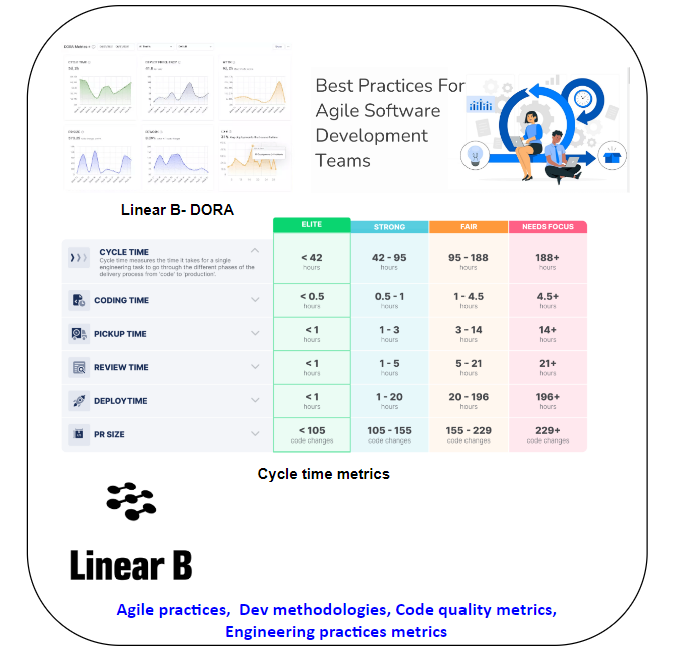 DORA Metrics
CYCLE TIME
Best Practices For
Agile Software
Development
Teams
Linear B- DORA
ELITE STRONG FAIR NEEDS FOCUS
CYCLE TIME
Cycle time measures the time it takes for a single
engineering task to go through the different phases of the
delivery process from 'code' to 'production'.
< 42 42 - 95 95 – 188 188+
hours hours hours hours
CODING TIME < 0.5 0.5 - 1 1 - 4.5 4.5+
hours hours hours hours
PICKUP TIME < 1 1 - 3 3 – 14 14+
hours hours hours hours
REVIEW TIME < 1 1 - 5 5 – 21 21+
hours hours hours hours
DEPLOYTIME < 1 1 - 20 20 – 196 196+
hours hours hours hours
PR SIZE < 105 105 - 155 155 - 229 229+
code changes code changes code changes code changes
Cycle time metrics
Linear B
Agile practices, Dev methodologies, Code quality metrics,
Engineering practices metrics